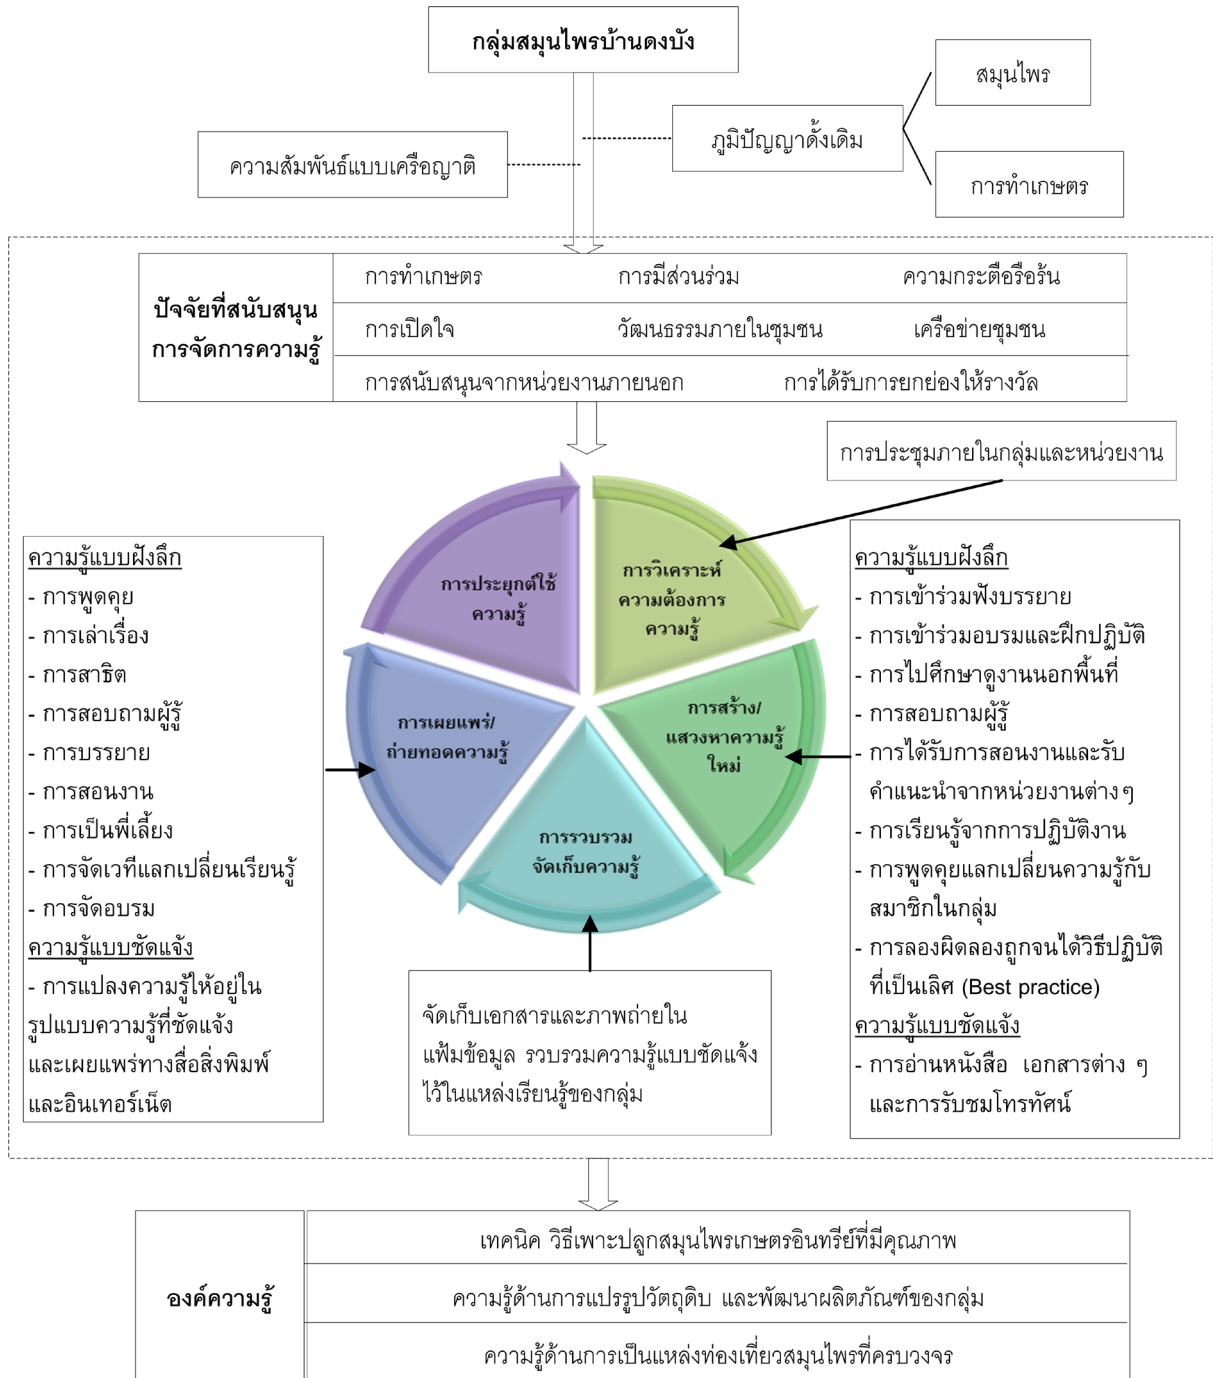 กลุ่มสมุนไพรบ้านดงบัง
สมุนไพร
ภูมิปัญญาดั้งเดิม
ความสัมพันธ์แบบเครือญาติ
การทำเกษตร
ปัจจัยที่สนับสนุน
การจัดการความรู้
การทำเกษตร การมีส่วนร่วม ความกระตือรือร้น
การเปิดใจ วัฒนธรรมภายในชุมชน เครือข่ายชุมชน
การสนับสนุนจากหน่วยงานภายนอก การได้รับการยกย่องให้รางวัล
การประชุมภายในกลุ่มและหน่วยงาน
การวิเคราะห์
ความต้องการ
ความรู้
การสร้าง/
แสวงหาความรู้
ใหม่
การรวบรวม
จัดเก็บความรู้
การเผยแพร่/
ถ่ายทอดความรู้
การประยุกต์ใช้
ความรู้
ความรู้แบบฝังลึก
- การพูดคุย
- การเล่าเรื่อง
- การสาธิต
- การสอบถามผู้รู้
- การบรรยาย
- การสอนงาน
- การเป็นพี่เลี้ยง
- การจัดเวทีแลกเปลี่ยนเรียนรู้
- การจัดอบรม
ความรู้แบบชัดแจ้ง
- การแปลงความรู้ให้อยู่ใน
รูปแบบความรู้ที่ชัดแจ้ง
และเผยแพร่ทางสื่อสิ่งพิมพ์
และอินเทอร์เน็ต
ความรู้แบบฝังลึก
- การเข้าร่วมฟังบรรยาย
- การเข้าร่วมอบรมและฝึกปฏิบัติ
- การไปศึกษาดูงานนอกพื้นที่
- การสอบถามผู้รู้
- การได้รับการสอนงานและรับ
คำแนะนำจากหน่วยงานต่างๆ
- การเรียนรู้จากการปฏิบัติงาน
- การพูดคุยแลกเปลี่ยนความรู้กับ
สมาชิกในกลุ่ม
- การลองผิดลองถูกจนได้วิธีปฏิบัติ
ที่เป็นเลิศ (Best practice)
ความรู้แบบชัดแจ้ง
- การอ่านหนังสือ เอกสารต่าง ๆ
และการรับชมโทรทัศน์
จัดเก็บเอกสารและภาพถ่ายใน
แฟ้มข้อมูล รวบรวมความรู้แบบชัดแจ้ง
ไว้ในแหล่งเรียนรู้ของกลุ่ม
องค์ความรู้
เทคนิค วิธีเพาะปลูกสมุนไพรเกษตรอินทรีย์ที่มีคุณภาพ
ความรู้ด้านการแปรรูปวัตถุดิบ และพัฒนาผลิตภัณฑ์ของกลุ่ม
ความรู้ด้านการเป็นแหล่งท่องเที่ยวสมุนไพรที่ครบวงจร